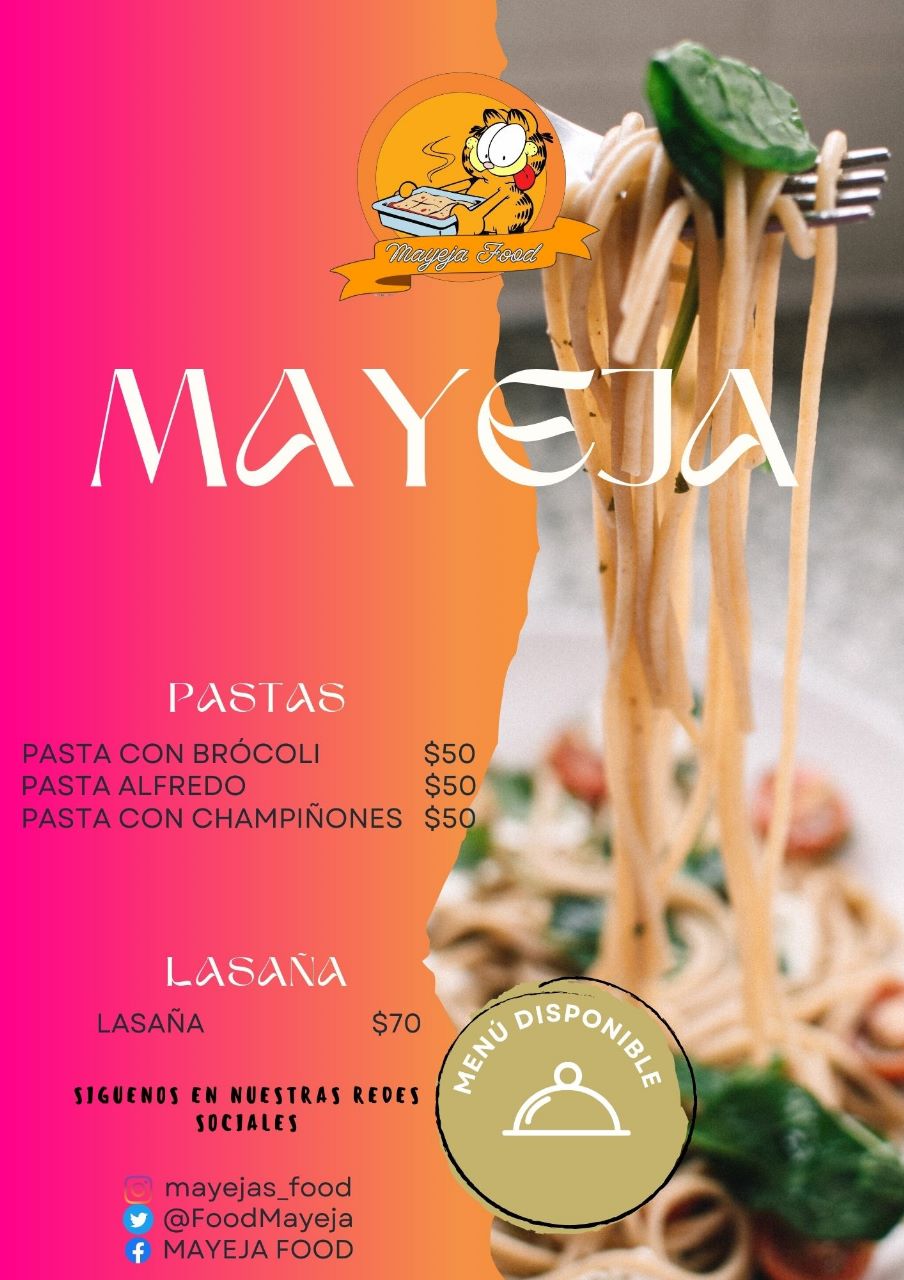 Mayeja Food
MAYEJA
PASTAS
PASTA CON BRÓCOLI $50
PASTA ALFREDO $50
PASTA CON CHAMPIÑONES $50
LASAÑA
LASAÑA $70
SIGUENOS EN NUESTRAS REDES
SOCIALES
MENÚ DISPONIBLE
mayejas_food
@FoodMayeja
MAYEJA FOOD